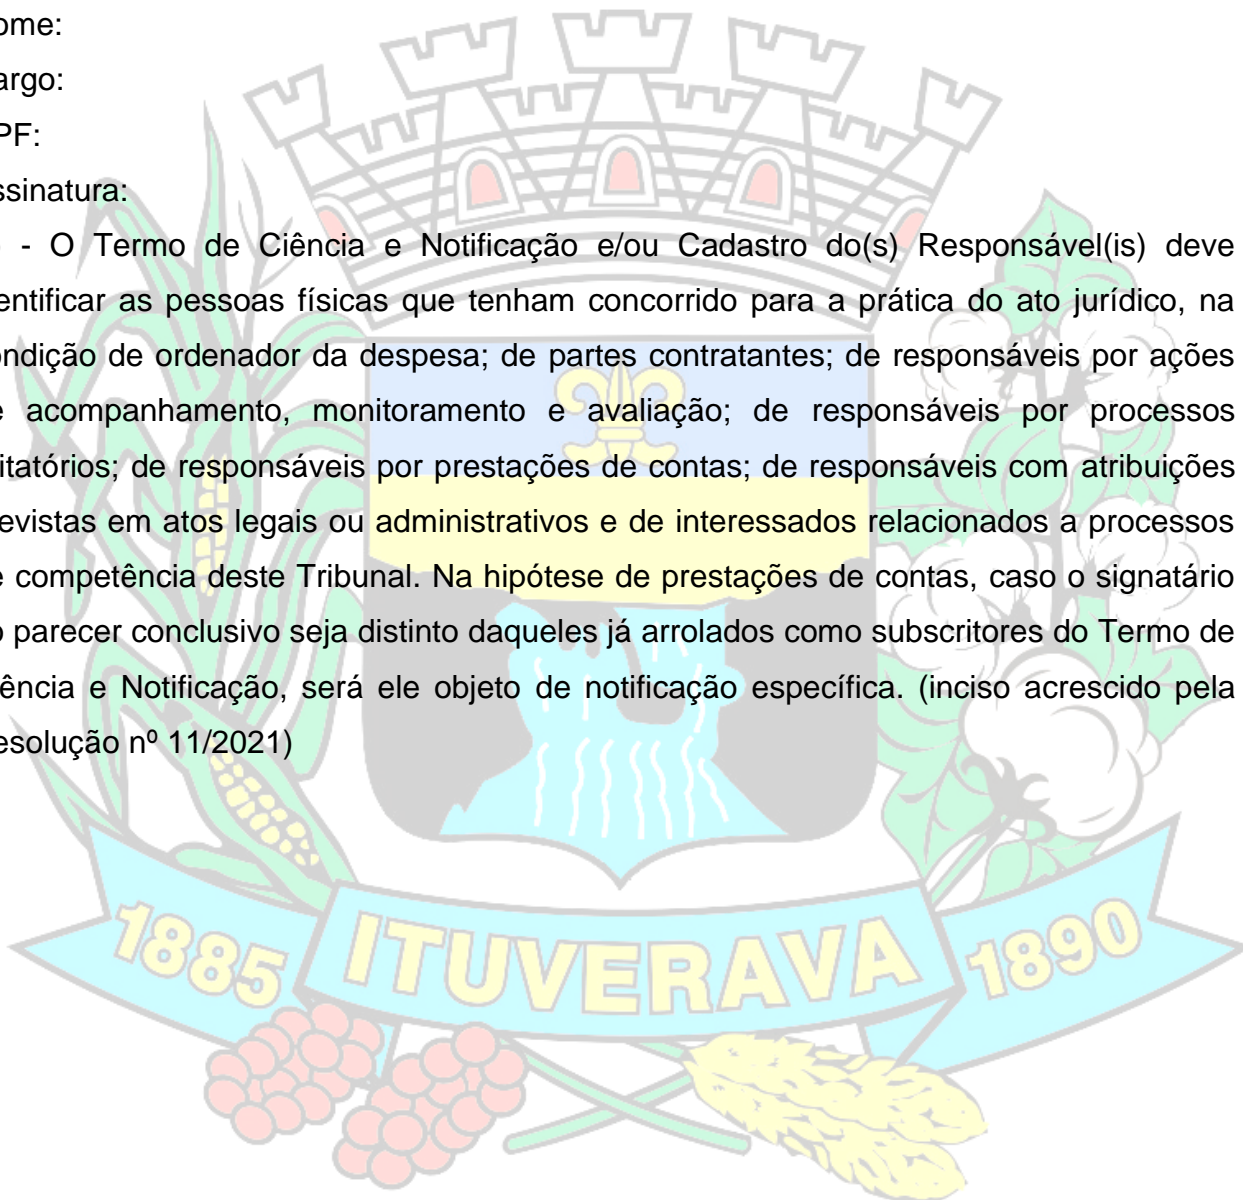 ome:
argo:
PF:
ssinatura:
- O Termo de Ciência e Notificação e/ou Cadastro do(s) Responsável(is) deve
entificar as pessoas físicas que tenham concorrido para a prática do ato jurídico, na
ondição de ordenador da despesa; de partes contratantes; de responsáveis por ações
e acompanhamento, monitoramento e avaliação; de responsáveis por processos
itatórios; de responsáveis por prestações de contas; de responsáveis com atribuições
evistas em atos legais ou administrativos e de interessados relacionados a processos
e competência deste Tribunal. Na hipótese de prestações de contas, caso o signatário
o parecer conclusivo seja distinto daqueles já arrolados como subscritores do Termo de
ência e Notificação, será ele objeto de notificação específica. (inciso acrescido pela
esolução nº 11/2021)
1885 ITUVERAVA 1890